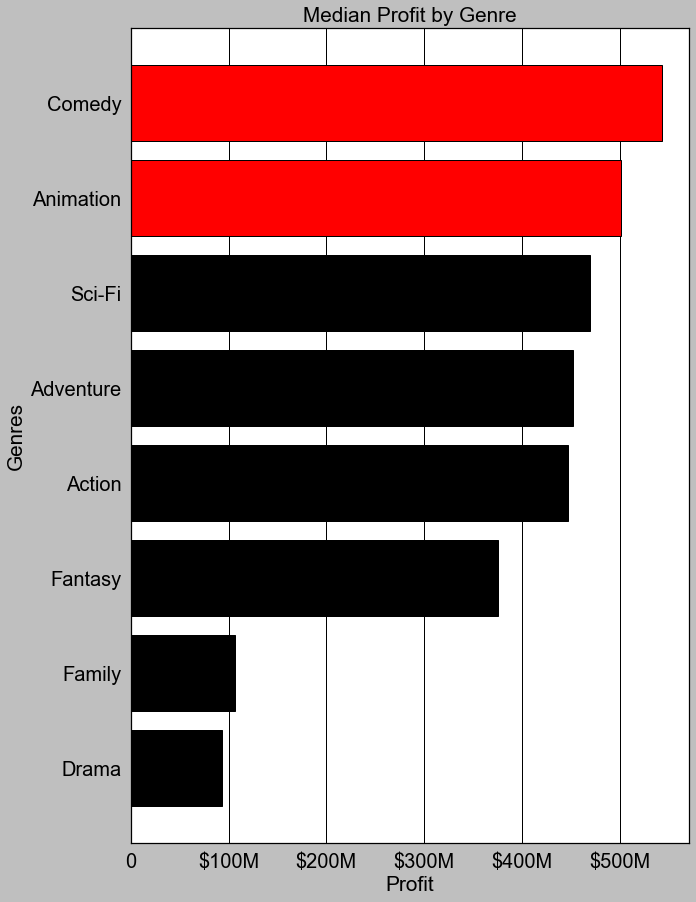 Median Profit by Genre
Comedy
Animation
Sci-Fi
Adventure
Genres
Action
Fantasy
Family
Drama
0 $100M $200M $300M $400M $500M
Profit